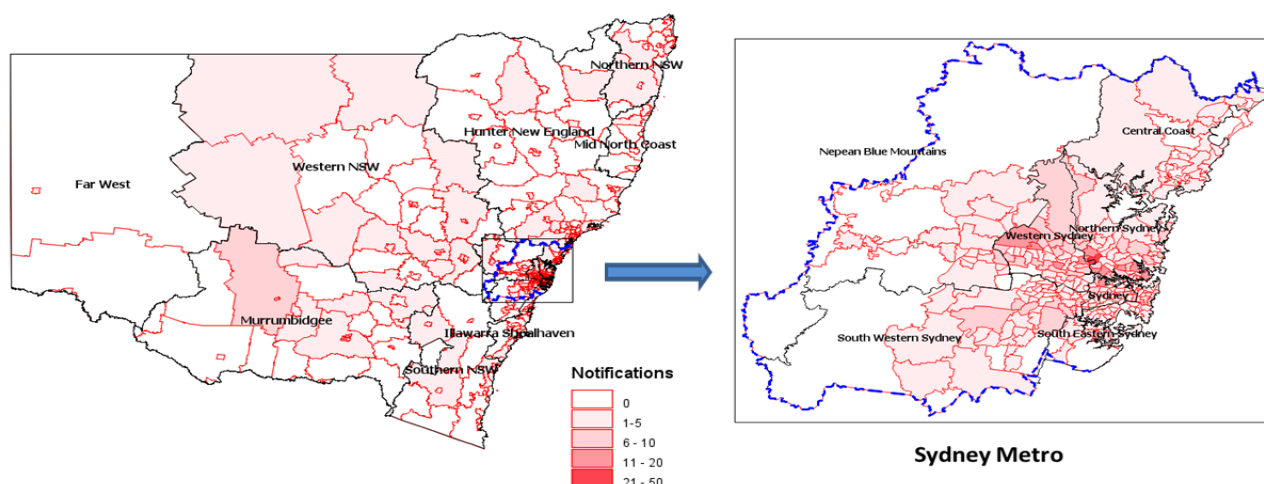 Northern NSW
Hunter New England
Mid North Coast
Western NSW
Far West
Murrumbidgee
Illawarra Shoalhaven
Southern NSW
Notifications
0
1-5
6 - 10
11 - 20
21 - 50
Central Coast
Nepean Blue Mountains
Northern Sydney
Western Sydney
Sydney
South Western Sydney
South Eastern Sydney
Sydney Metro